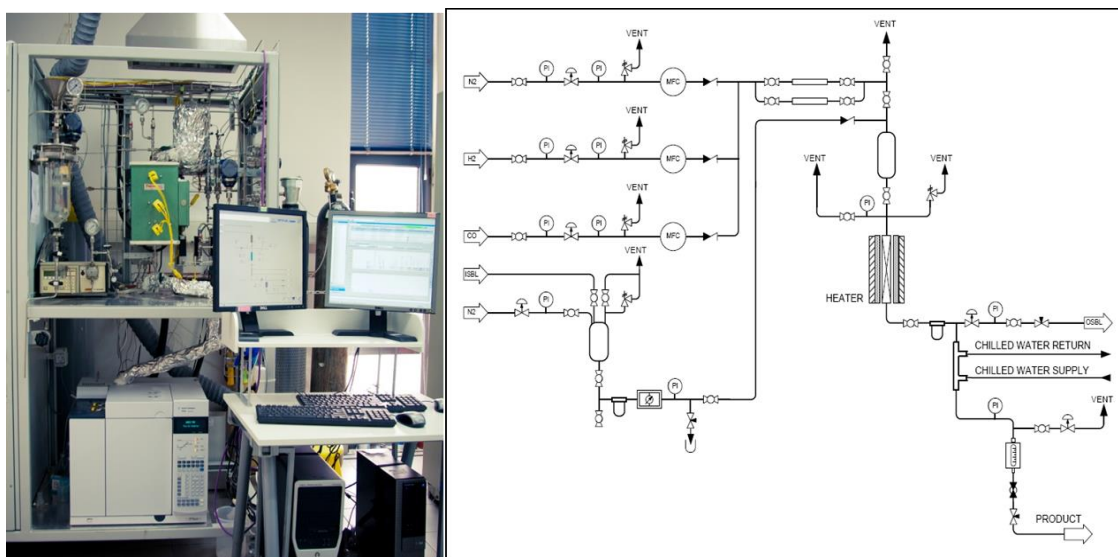 VENT
VENT
N2
PI
PI
MFC
VENT
H2
PI
PI
MFC
VENT
VENT
VENT
PI
CO
PI
PI
MFC
VENT
ISBL
HEATER
N2
PI
PI
OSBL
CHILLED WATER RETURN
CHILLED WATER SUPPLY
PI
VENT
PI
PRODUCT